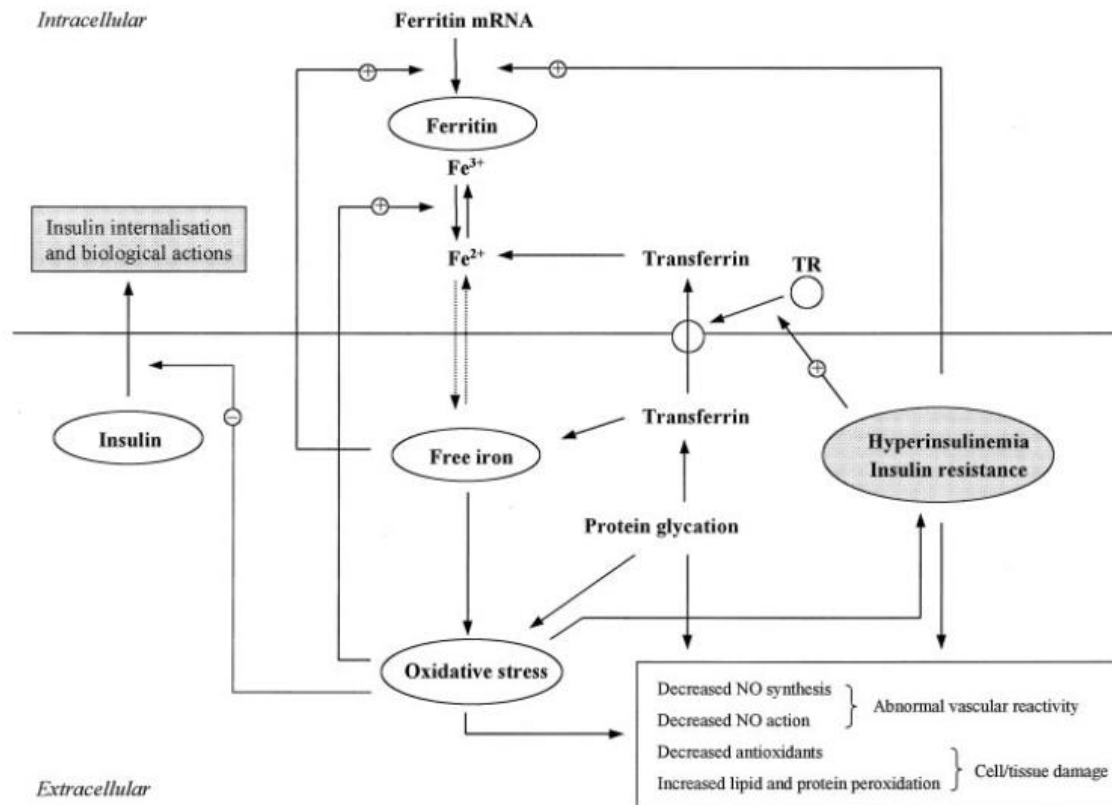 Intracellular
Ferritin mRNA
+
+
Ferritin
Fe³⁺
+
Insulin internalisation
and biological actions
Fe²⁺
Transferrin
TR
+
−
Insulin
Transferrin
Free iron
Hyperinsulinemia
Insulin resistance
Protein glycation
Oxidative stress
Decreased NO synthesis
Decreased NO action
Abnormal vascular reactivity
Decreased antioxidants
Increased lipid and protein peroxidation
Cell/tissue damage
Extracellular